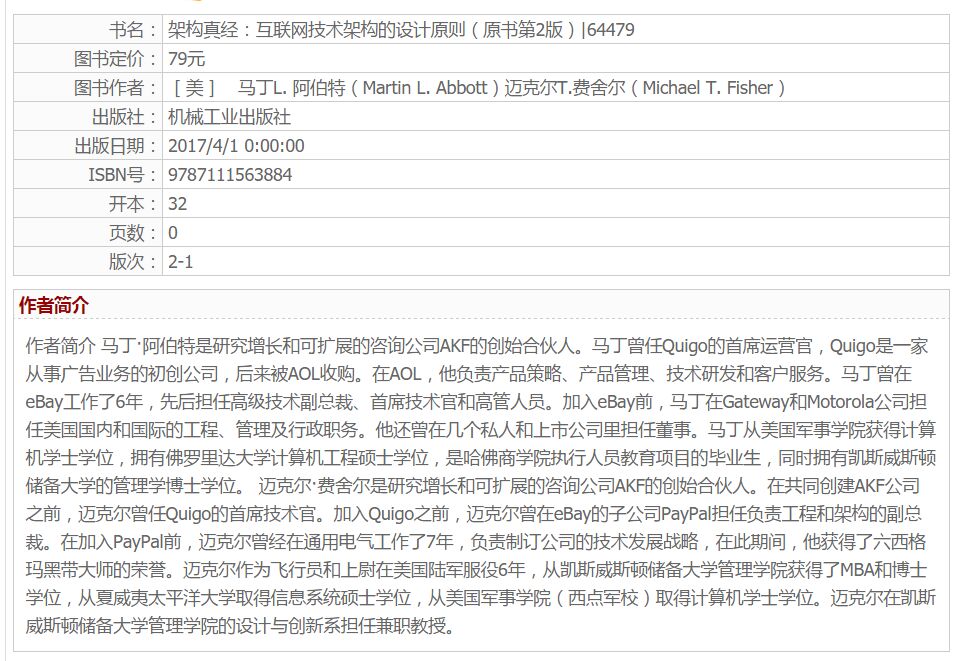 书名： 架构真经：互联网技术架构的设计原则（原书第2版）|64479
图书定价： 79元
图书作者： [ 美 ] 马丁L. 阿伯特（Martin L. Abbott）迈克尔T.费舍尔（Michael T. Fisher）
出版社： 机械工业出版社
出版日期： 2017/4/1 0:00:00
ISBN号： 9787111563884
开本： 32
页数： 0
版次： 2-1
作者简介
作者简介 马丁·阿伯特是研究增长和可扩展的咨询公司AKF的创始合伙人。马丁曾任Quigo的首席运营官，Quigo是一家
从事广告业务的初创公司，后来被AOL收购。在AOL，他负责产品策略、产品管理、技术研发和客户服务。马丁曾在
eBay工作了6年，先后担任高级技术副总裁、首席技术官和高管人员。加入eBay前，马丁在Gateway和Motorola公司担
任美国国内和国际的工程、管理及行政职务。他还曾在几个私人和上市公司里担任董事。马丁从美国军事学院获得计算
机学士学位，拥有佛罗里达大学计算机工程硕士学位，是哈佛商学院执行人员教育项目的毕业生，同时拥有凯斯威斯顿
储备大学的管理学博士学位。 迈克尔·费舍尔是研究增长和可扩展的咨询公司AKF的创始合伙人。在共同创建AKF公司
之前，迈克尔曾任Quigo的首席技术官。加入Quigo之前，迈克尔曾在eBay的子公司PayPal担任负责工程和架构的副总
裁。在加入PayPal前，迈克尔曾经在通用电气工作了7年，负责制订公司的技术发展战略，在此期间，他获得了六西格
玛黑带大师的荣誉。迈克尔作为飞行员和上尉在美国陆军服役6年，从凯斯威斯顿储备大学管理学院获得了MBA和博士
学位，从夏威夷太平洋大学取得信息系统硕士学位，从美国军事学院（西点军校）取得计算机学士学位。迈克尔在凯斯
威斯顿储备大学管理学院的设计与创新系担任兼职教授。